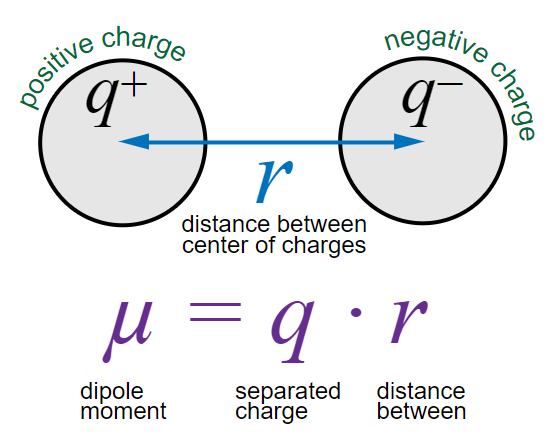 positive charge
negative charge
q+
q−
r
distance between
center of charges
μ = q · r
dipole moment
separated charge
distance between